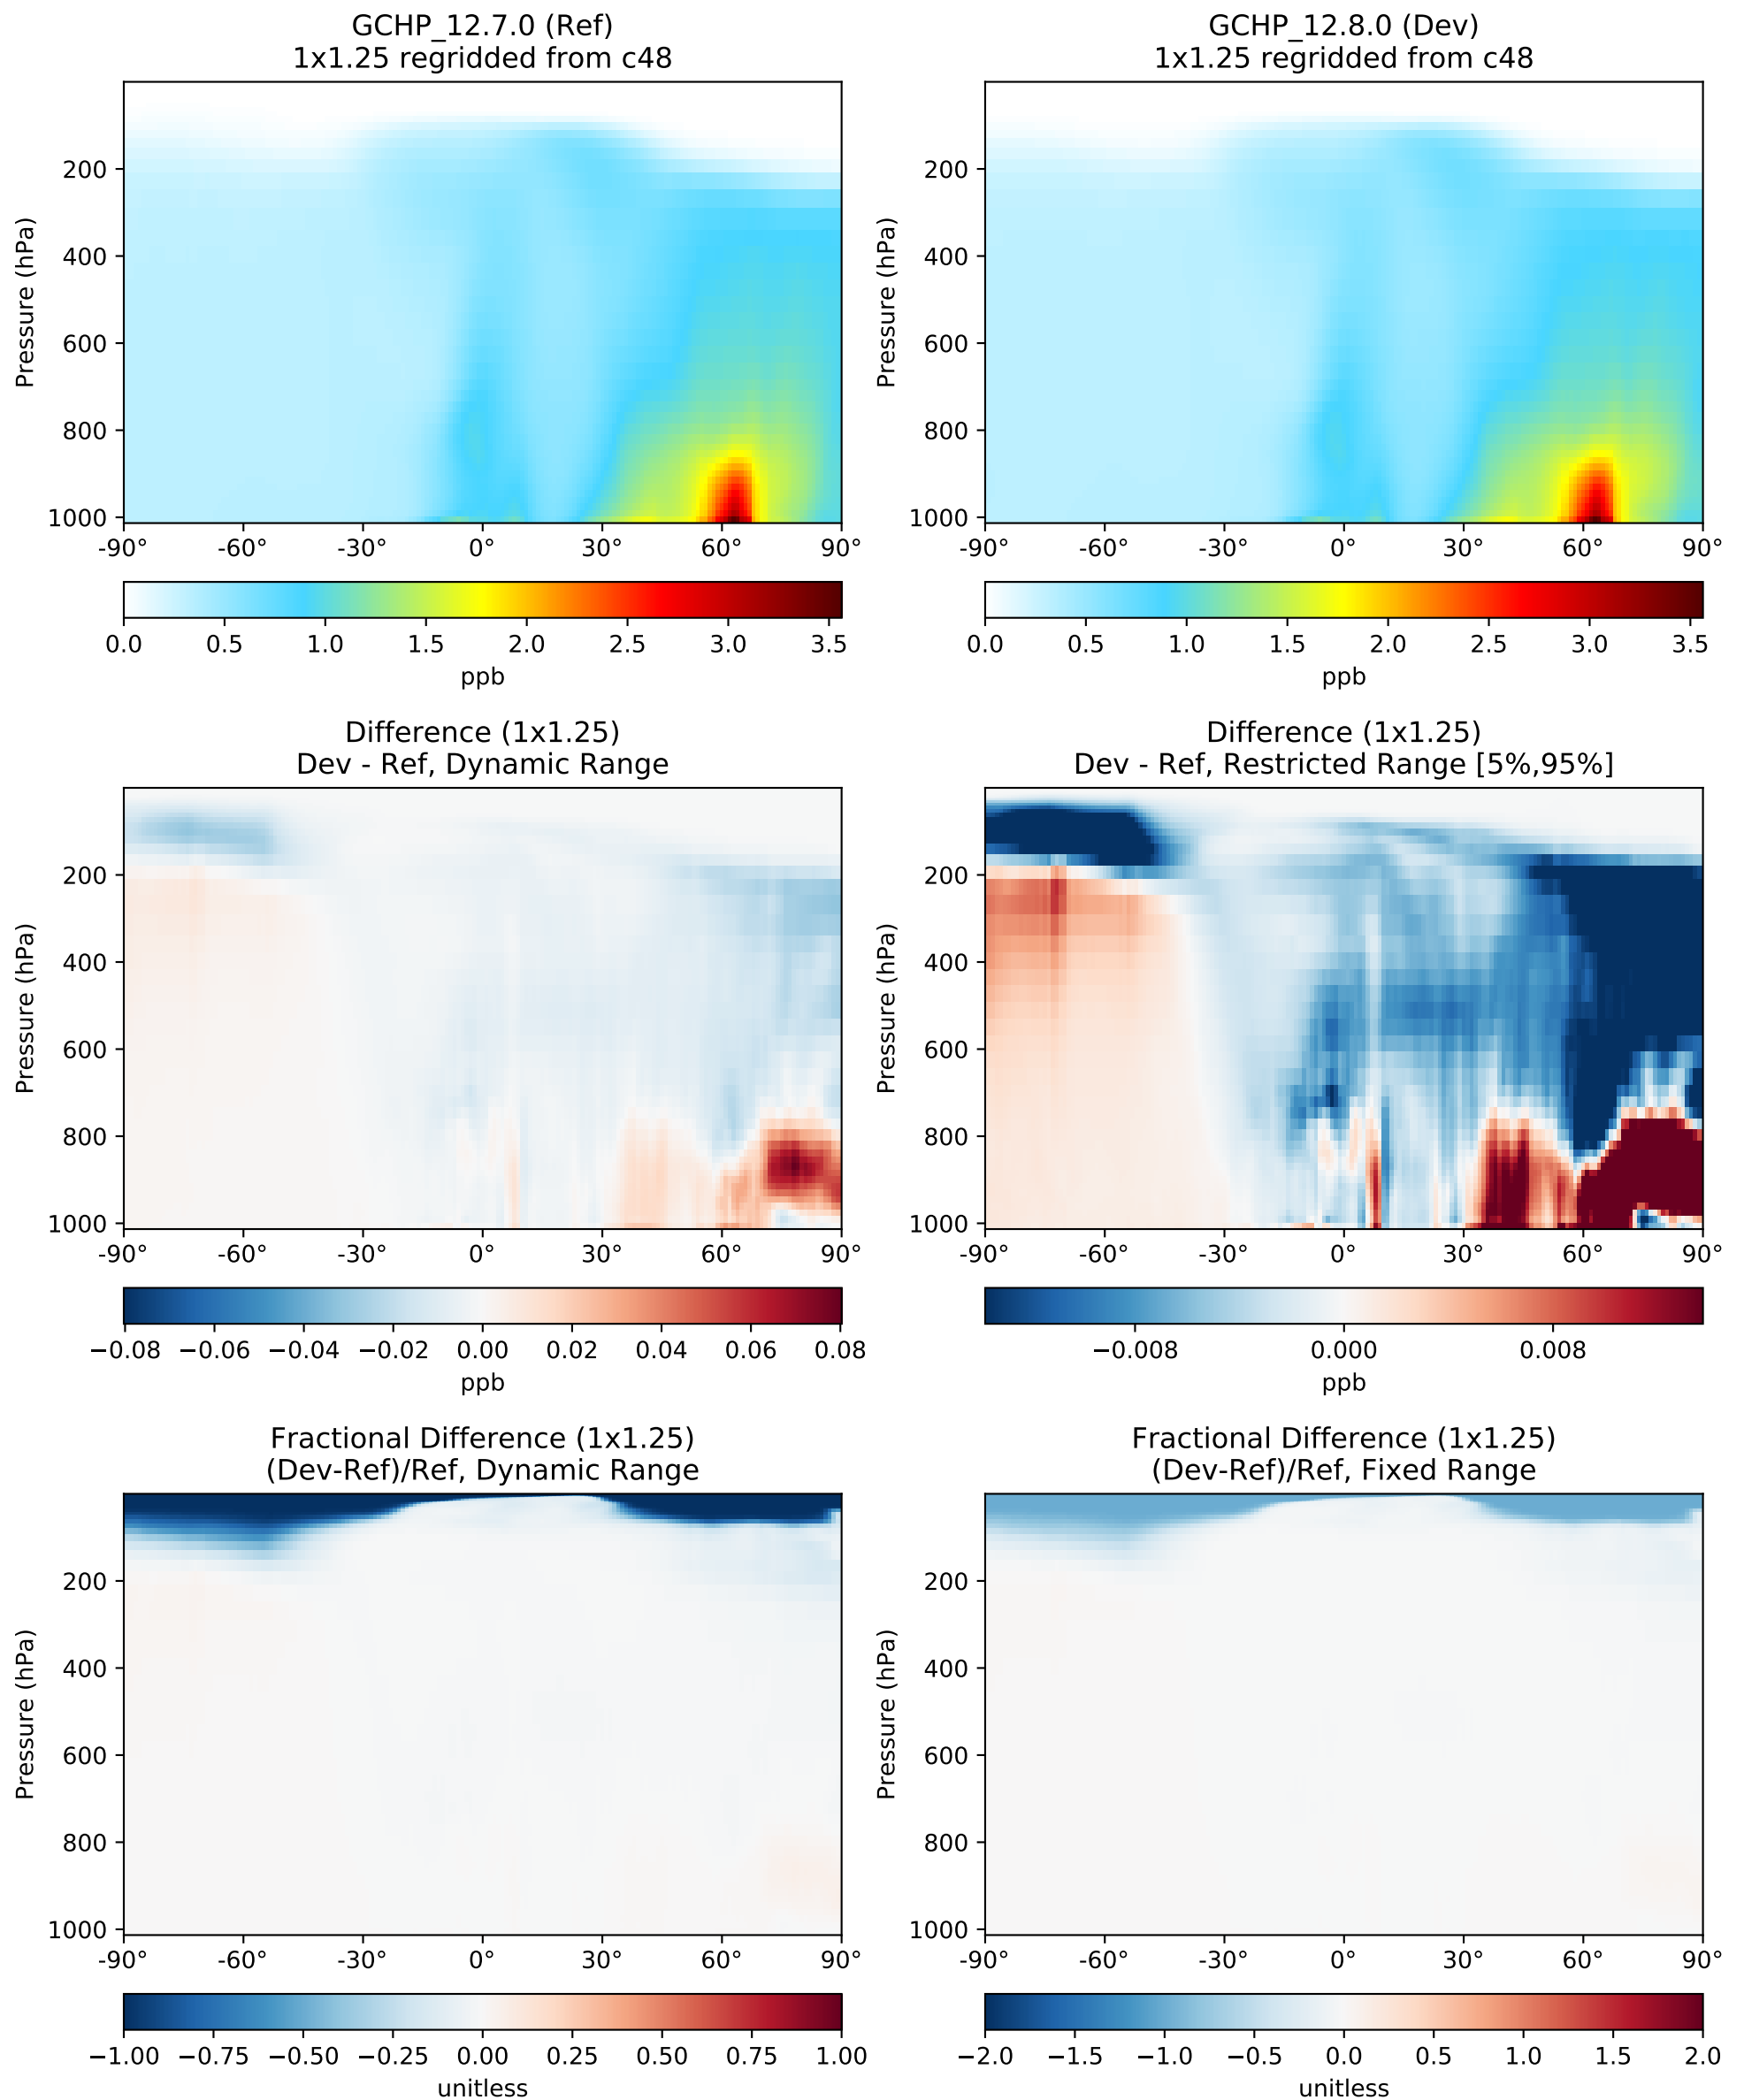 GCHP_12.7.0 (Ref)
1x1.25 regridded from c48
Pressure (hPa)
200
400
600
800
1000
-90° -60° -30° 0° 30° 60° 90°
0.0 0.5 1.0 1.5 2.0 2.5 3.0 3.5
ppb
GCHP_12.8.0 (Dev)
1x1.25 regridded from c48
Pressure (hPa)
200
400
600
800
1000
-90° -60° -30° 0° 30° 60° 90°
0.0 0.5 1.0 1.5 2.0 2.5 3.0 3.5
ppb
Difference (1x1.25)
Dev - Ref, Dynamic Range
Pressure (hPa)
200
400
600
800
1000
-90° -60° -30° 0° 30° 60° 90°
−0.08 −0.06 −0.04 −0.02 0.00 0.02 0.04 0.06 0.08
ppb
Difference (1x1.25)
Dev - Ref, Restricted Range [5%,95%]
Pressure (hPa)
200
400
600
800
1000
-90° -60° -30° 0° 30° 60° 90°
−0.008 0.000 0.008
ppb
Fractional Difference (1x1.25)
(Dev-Ref)/Ref, Dynamic Range
Pressure (hPa)
200
400
600
800
1000
-90° -60° -30° 0° 30° 60° 90°
−1.00 −0.75 −0.50 −0.25 0.00 0.25 0.50 0.75 1.00
unitless
Fractional Difference (1x1.25)
(Dev-Ref)/Ref, Fixed Range
Pressure (hPa)
200
400
600
800
1000
-90° -60° -30° 0° 30° 60° 90°
−2.0 −1.5 −1.0 −0.5 0.0 0.5 1.0 1.5 2.0
unitless